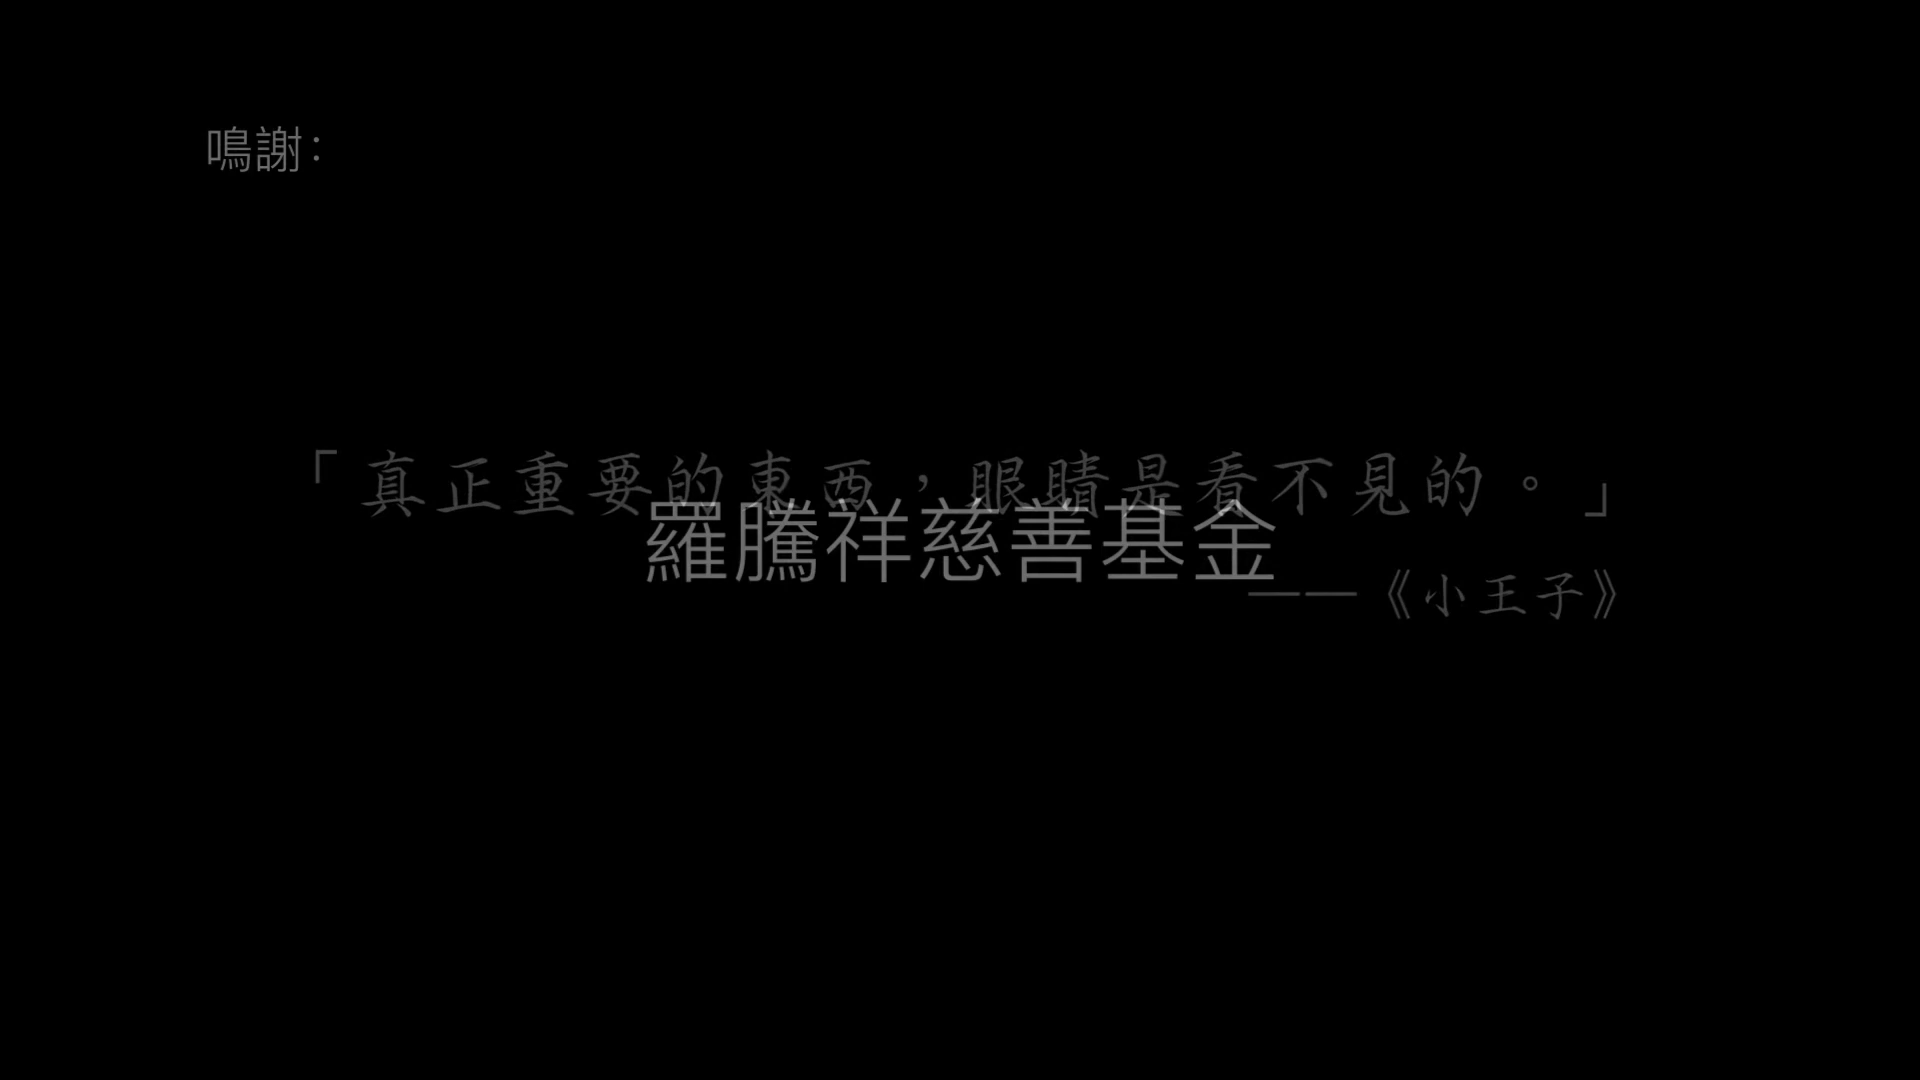 鳴謝：
「真正重要的東西，眼睛是看不見的。」
羅騰祥慈善基金
——《小王子》